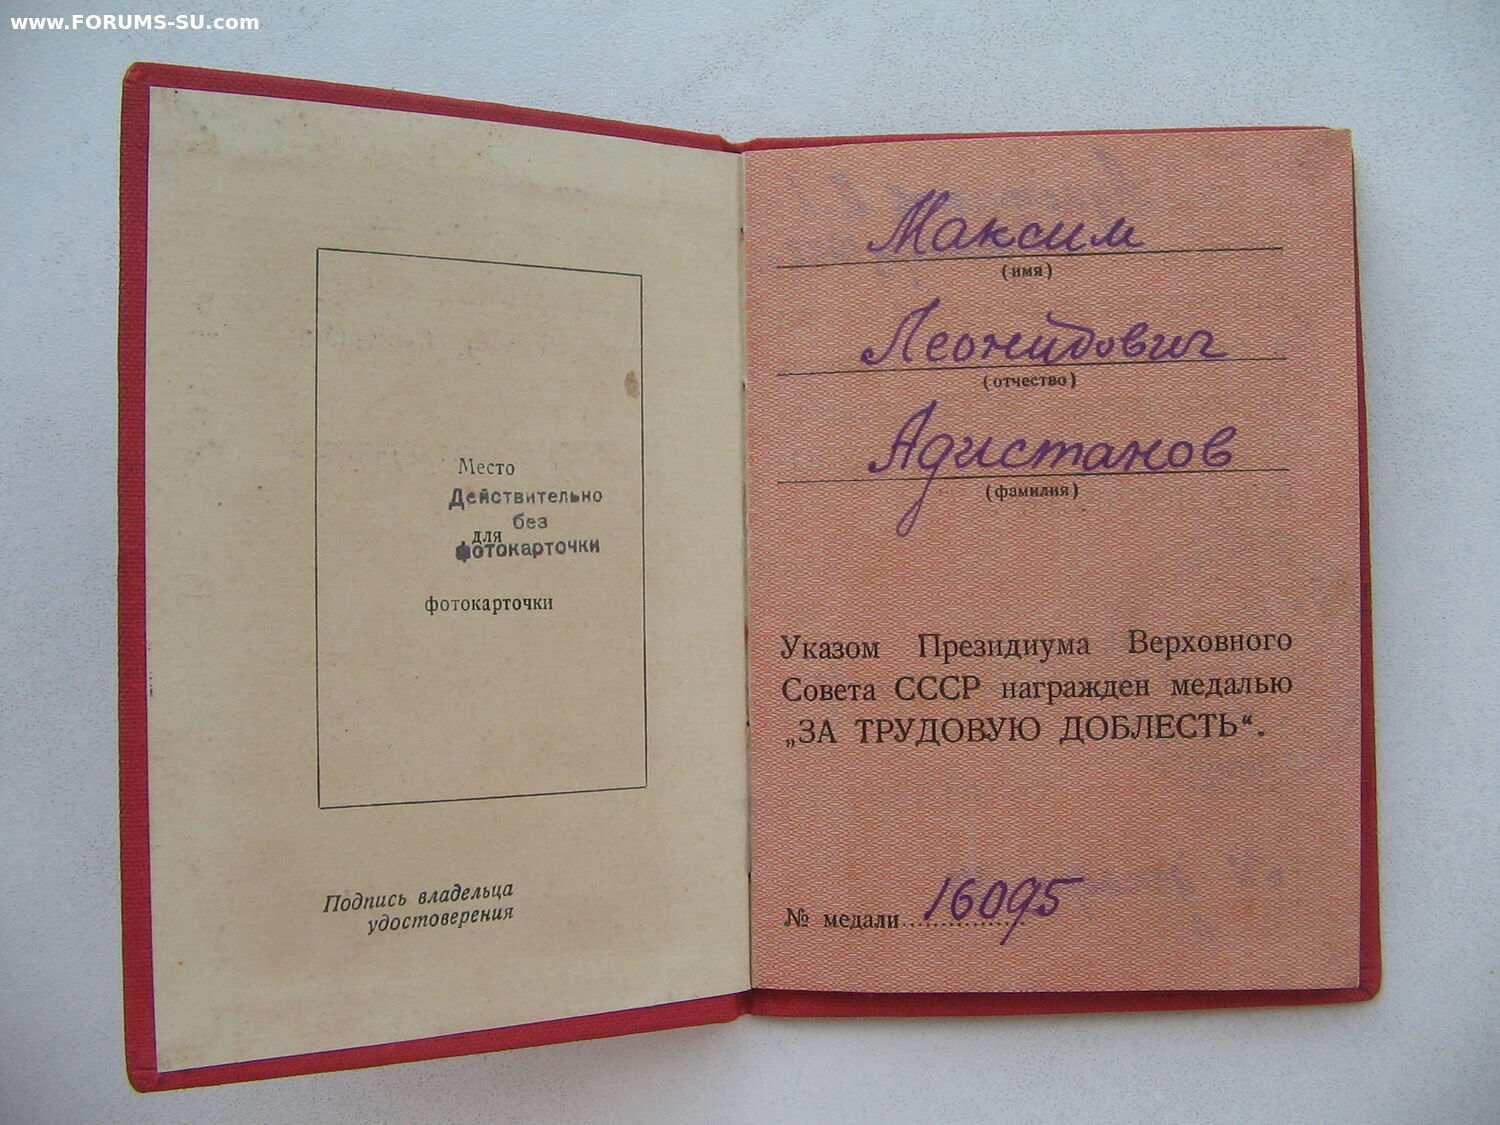 www.FORUMS-SU.com
Место
Действительно
без
для
фотокарточки
фотокарточки
Подпись владельца
удостоверения
Максим
(имя)
Леонидович
(отчество)
Адистанов
(фамилия)
Указом Президиума Верховного
Совета СССР награжден медалью
„ЗА ТРУДОВУЮ ДОБЛЕСТЬ“.
№ медали 16095